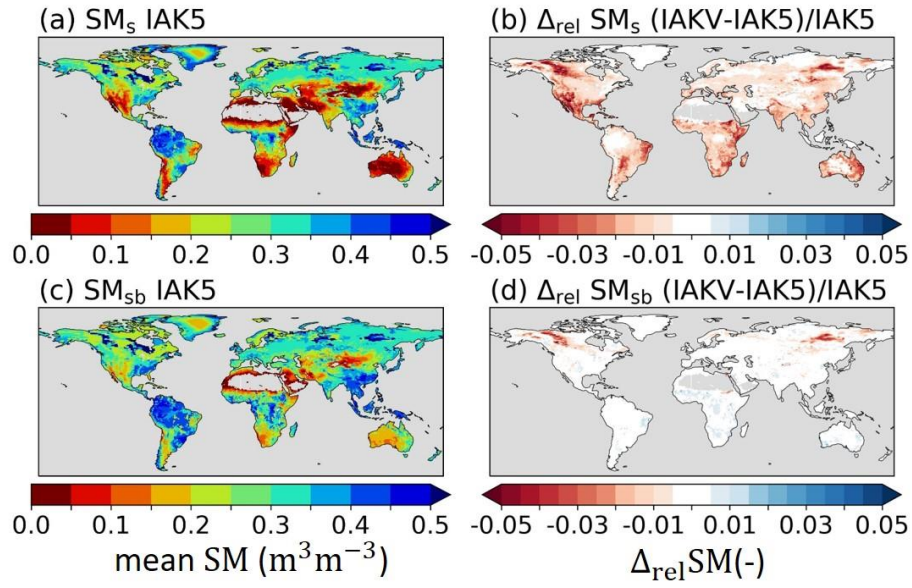 (a) SMₛ IAK5
(b) Δᵣₑₗ SMₛ (IAKV-IAK5)/IAK5
0.0 0.1 0.2 0.3 0.4 0.5
-0.05 -0.03 -0.01 0.01 0.03 0.05
(c) SM_sb IAK5
(d) Δᵣₑₗ SM_sb (IAKV-IAK5)/IAK5
0.0 0.1 0.2 0.3 0.4 0.5
-0.05 -0.03 -0.01 0.01 0.03 0.05
mean SM (m³m⁻³)
ΔᵣₑₗSM(-)